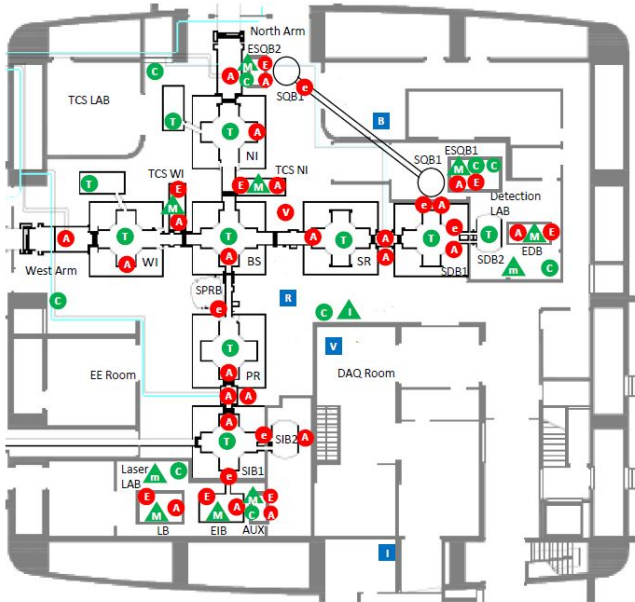 North Arm
ESQB2
C
M
E
A
C
A
e
SQB1
TCS LAB
T
T
A
B
NI
ESQB1
SQB1
M
C
C
A
E
TCS WI
TCS NI
T
E
E
M
A
M
A
V
e
A
Detection
LAB
A
A
T
T
A
T
A
T
e
T
A
M
E
A
A
A
A
EDB
West Arm
WI
BS
SR
SDB1
SDB2
m
C
SPRB
R
C
e
C
I
V
T
EE Room
A
PR
DAQ Room
A
A
A
T
e
SIB2
A
Laser
LAB
m
C
e
SIB1
E
M
A
E
M
A
M
E
C
A
LB
EIB
AUX
I